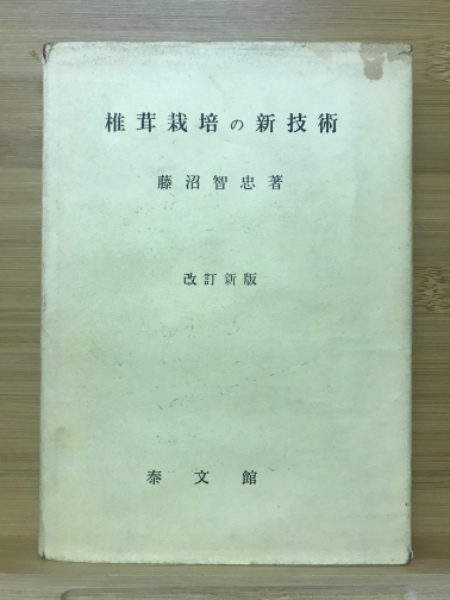 椎茸栽培の新技術
藤沼智忠著
改訂新版
泰文館